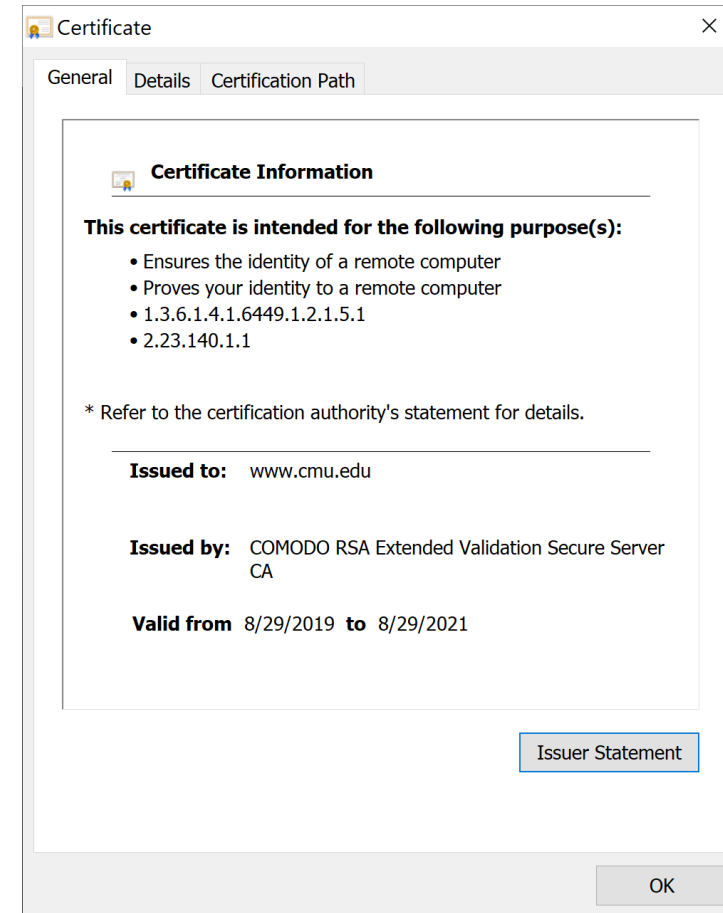 Certificate
General Details Certification Path
Certificate Information
This certificate is intended for the following purpose(s):
• Ensures the identity of a remote computer
• Proves your identity to a remote computer
• 1.3.6.1.4.1.6449.1.2.1.5.1
• 2.23.140.1.1
* Refer to the certification authority's statement for details.
Issued to: www.cmu.edu
Issued by: COMODO RSA Extended Validation Secure Server
CA
Valid from 8/29/2019 to 8/29/2021
Issuer Statement
OK